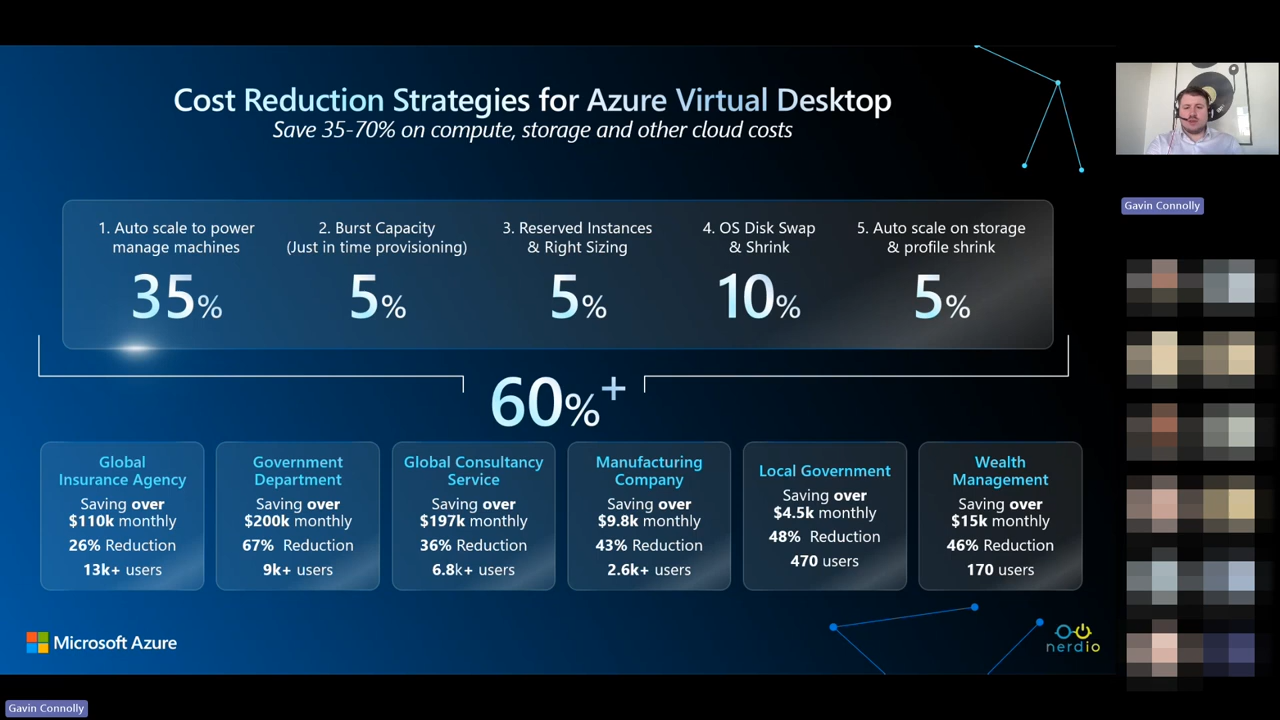 Cost Reduction Strategies for Azure Virtual Desktop
Save 35-70% on compute, storage and other cloud costs
1. Auto scale to power
manage machines
35%
2. Burst Capacity
(Just in time provisioning)
5%
3. Reserved Instances
& Right Sizing
5%
4. OS Disk Swap
& Shrink
10%
5. Auto scale on storage
& profile shrink
5%
60%+
Global
Insurance Agency
Saving over
$110k monthly
26% Reduction
13k+ users
Government
Department
Saving over
$200k monthly
67% Reduction
9k+ users
Global Consultancy
Service
Saving over
$197k monthly
36% Reduction
6.8k+ users
Manufacturing
Company
Saving over
$9.8k monthly
43% Reduction
2.6k+ users
Local Government
Saving over
$4.5k monthly
48% Reduction
470 users
Wealth
Management
Saving over
$15k monthly
46% Reduction
170 users
Microsoft Azure
nerdio
Gavin Connolly
Gavin Connolly